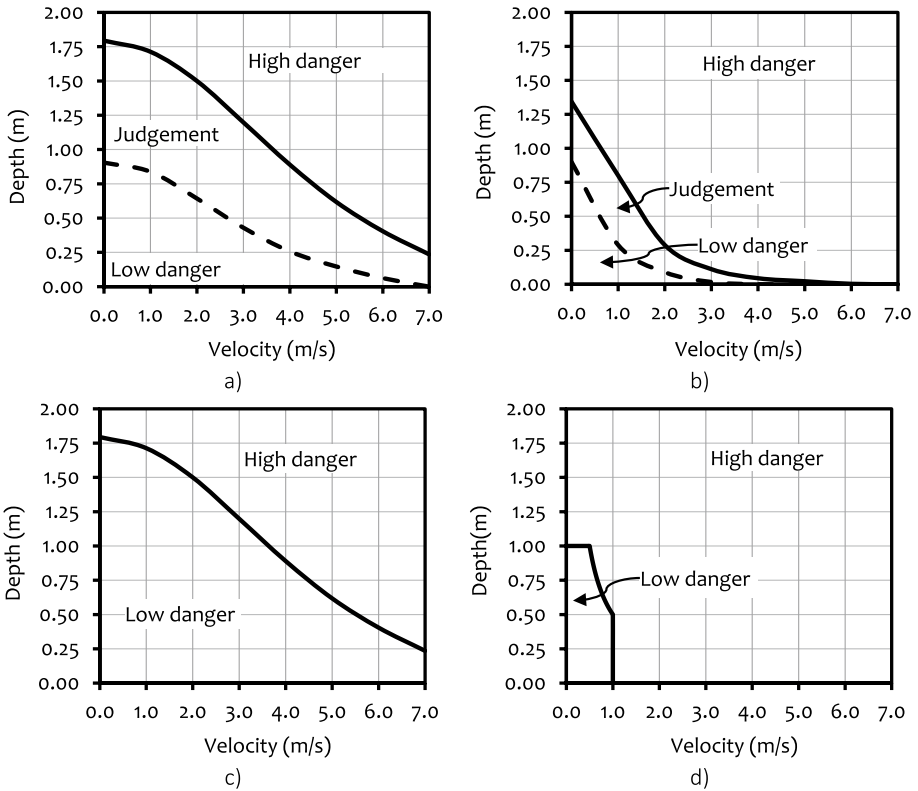 2.00
1.75
1.50
1.25
1.00
0.75
0.50
0.25
0.00
Depth (m)
High danger
Judgement
Low danger
0.0 1.0 2.0 3.0 4.0 5.0 6.0 7.0
Velocity (m/s)
a)
2.00
1.75
1.50
1.25
1.00
0.75
0.50
0.25
0.00
Depth (m)
High danger
Judgement
Low danger
0.0 1.0 2.0 3.0 4.0 5.0 6.0 7.0
Velocity (m/s)
b)
2.00
1.75
1.50
1.25
1.00
0.75
0.50
0.25
0.00
Depth (m)
High danger
Low danger
0.0 1.0 2.0 3.0 4.0 5.0 6.0 7.0
Velocity (m/s)
c)
2.00
1.75
1.50
1.25
1.00
0.75
0.50
0.25
0.00
Depth(m)
High danger
Low danger
0.0 1.0 2.0 3.0 4.0 5.0 6.0 7.0
Velocity (m/s)
d)